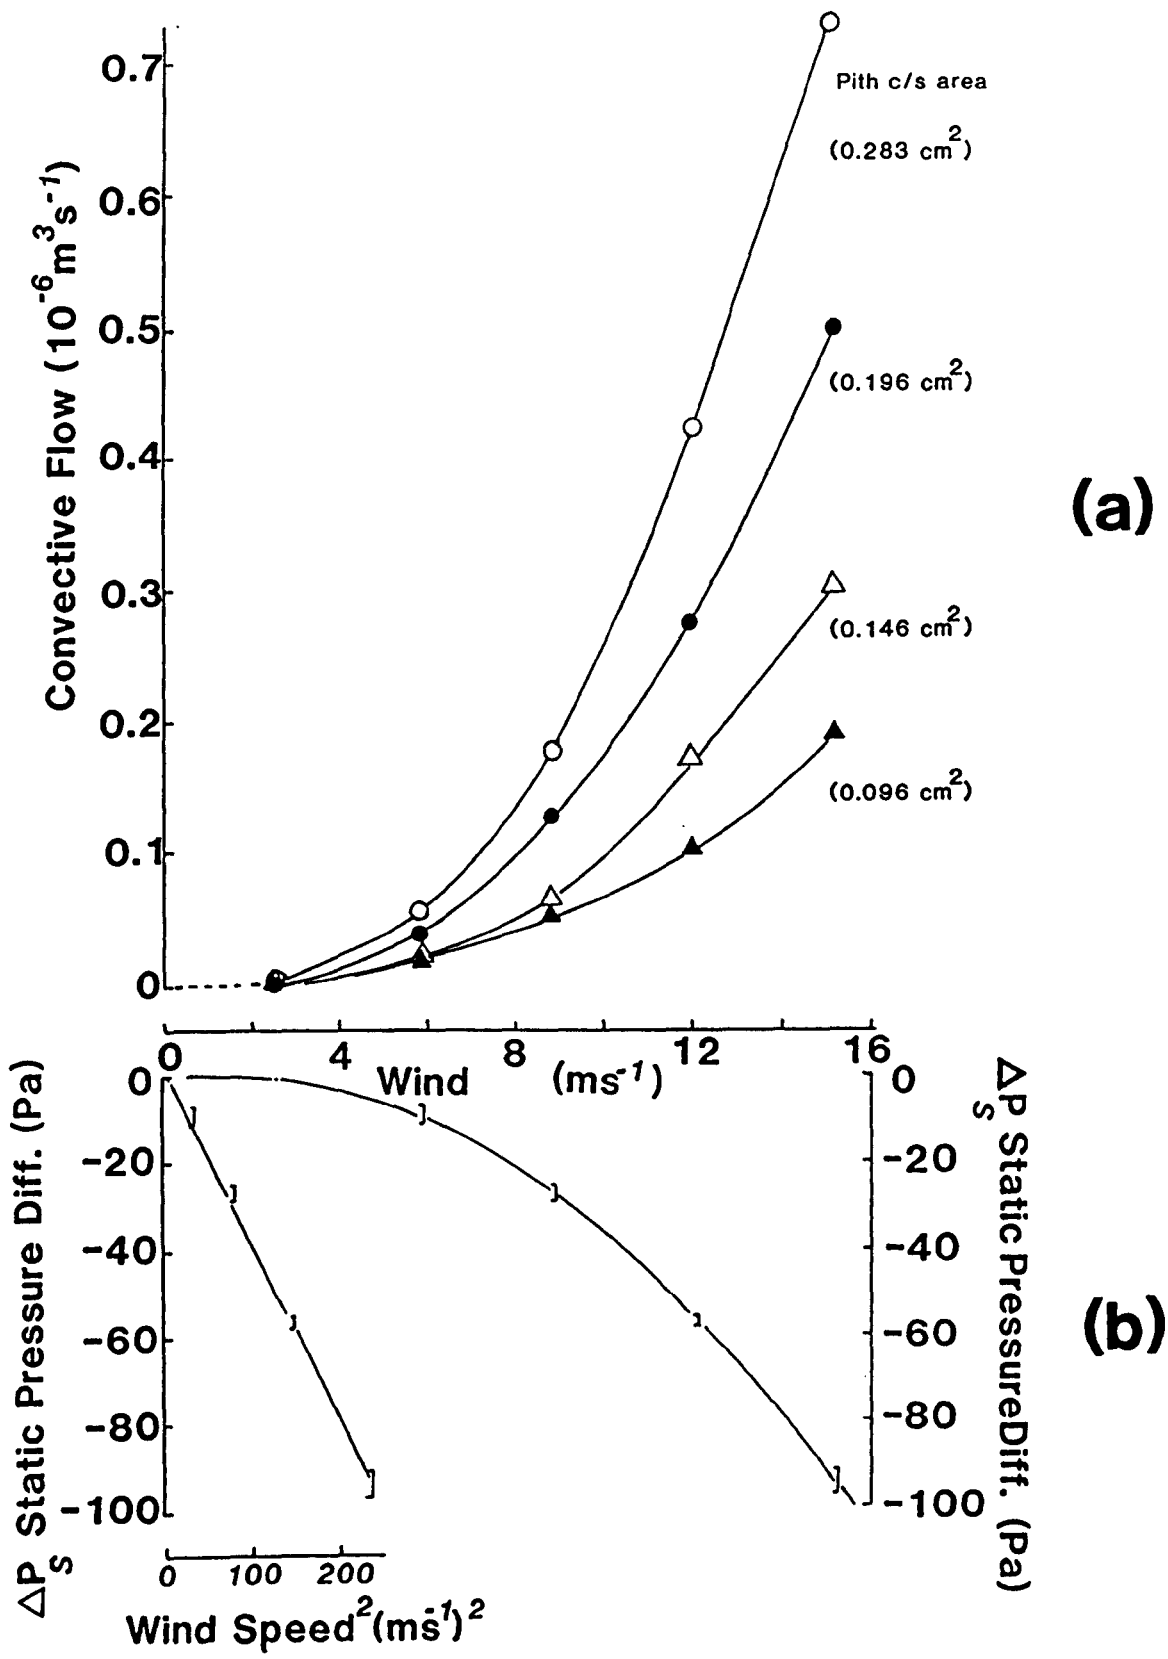 Convective Flow (10⁻⁶m³s⁻¹)
0.7
0.6
0.5
0.4
0.3
0.2
0.1
0
Pith c/s area
(0.283 cm²)
(0.196 cm²)
(0.146 cm²)
(0.096 cm²)
(a)
0 4 8 12 16
Wind (ms⁻¹)
ΔPs Static Pressure Diff. (Pa)
0
-20
-40
-60
-80
-100
0
-20
-40
-60
-80
-100
ΔPs Static PressureDiff. (Pa)
(b)
0 100 200
Wind Speed²(ms⁻¹)²